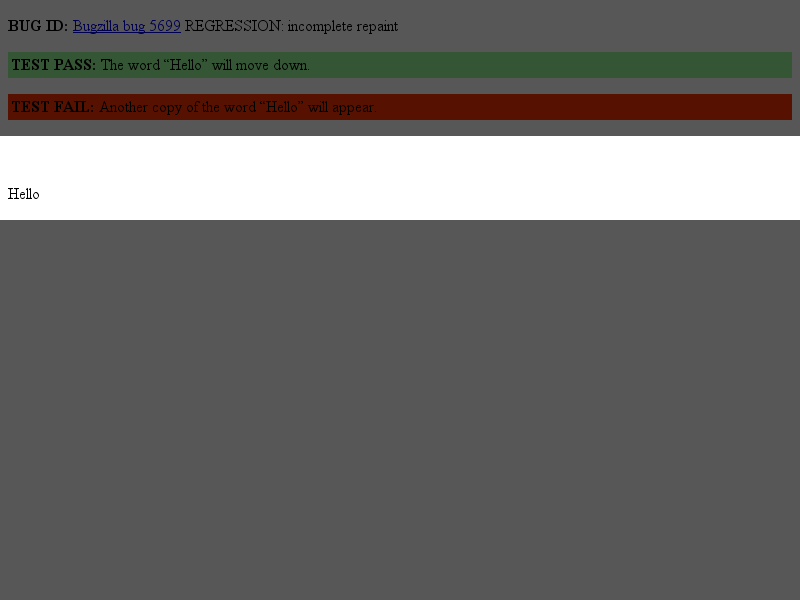 BUG ID: Bugzilla bug 5699 REGRESSION: incomplete repaint
TEST PASS: The word “Hello” will move down.
TEST FAIL: Another copy of the word “Hello” will appear.
Hello